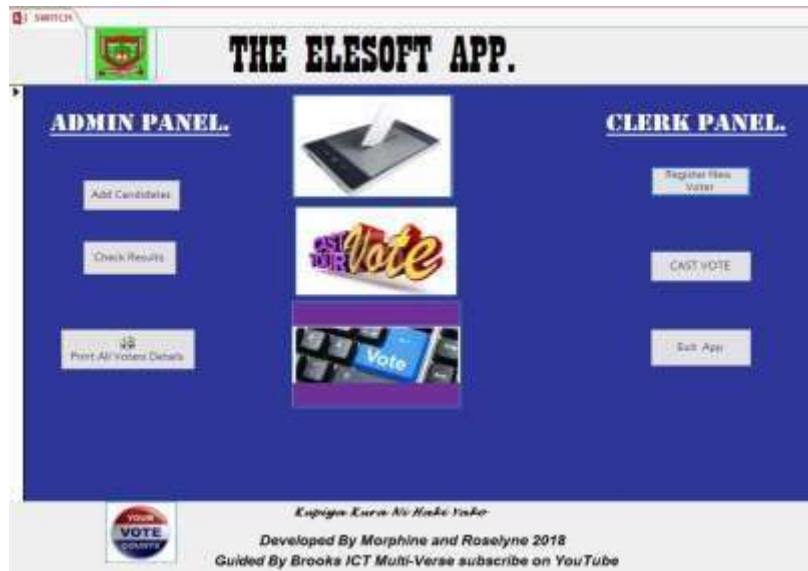 SWITCH
THE ELESOFT APP.
ADMIN PANEL.
CLERK PANEL.
Add Candidates
Register New
Voter
CAST
YOUR
Vote
Check Results
CAST VOTE
Print All Voters Details
Vote
Exit App
Kupiga Kura Ni Haki Yako
YOUR
VOTE
COUNTS
Developed By Morphine and Roselyne 2018
Guided By Brooks ICT Multi-Verse subscribe on YouTube